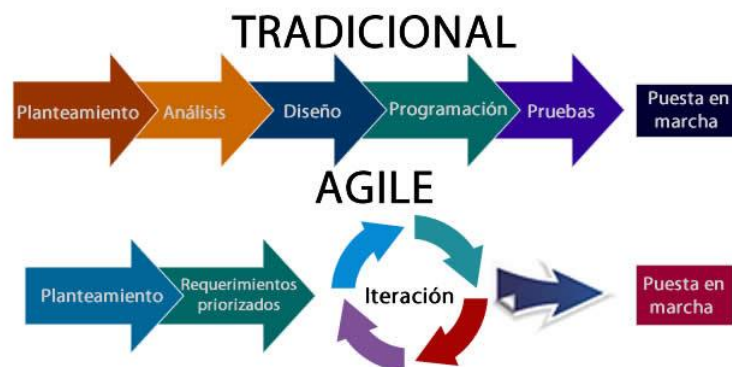 TRADICIONAL
Planteamiento
Análisis
Diseño
Programación
Pruebas
Puesta en
marcha
AGILE
Planteamiento
Requerimientos
priorizados
Iteración
Puesta en
marcha